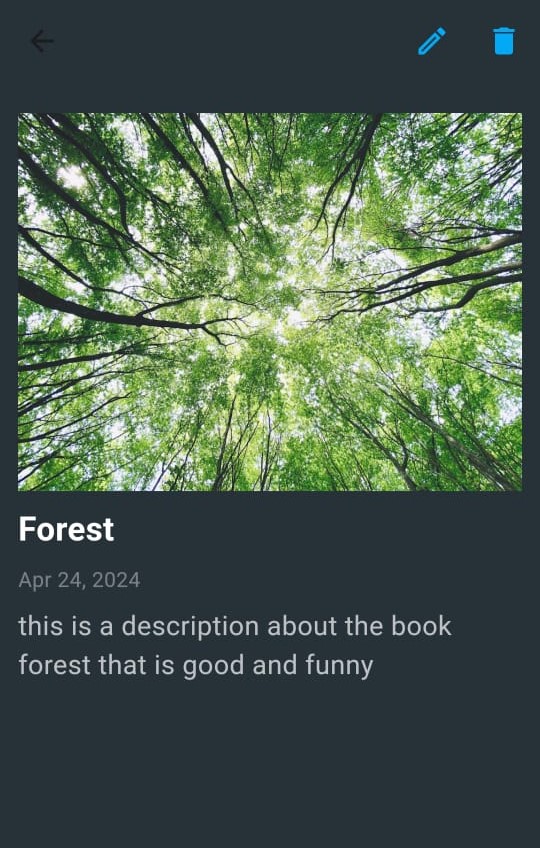 Forest
Apr 24, 2024
this is a description about the book
forest that is good and funny